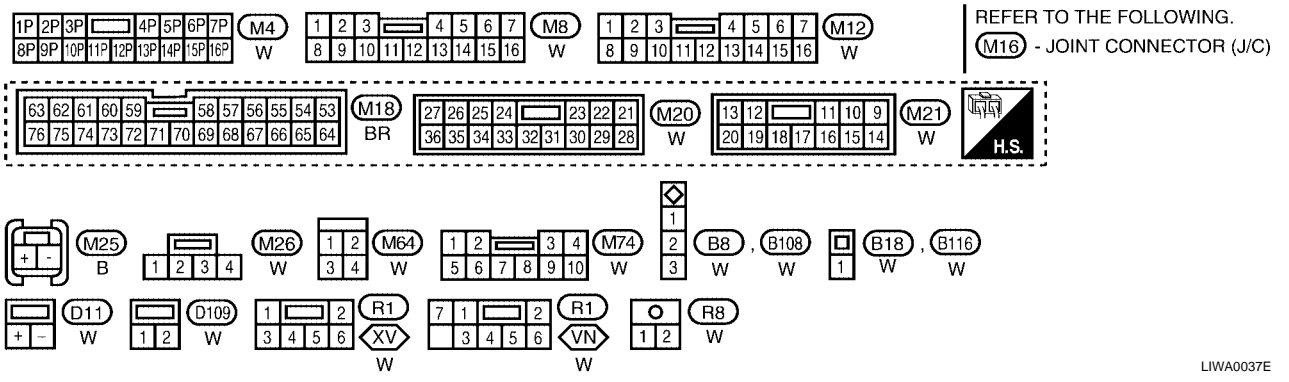 1P 2P 3P 4P 5P 6P 7P M4
8P 9P 10P 11P 12P 13P 14P 15P 16P W
1 2 3 4 5 6 7 M8
8 9 10 11 12 13 14 15 16 W
1 2 3 4 5 6 7 M12
8 9 10 11 12 13 14 15 16 W
REFER TO THE FOLLOWING.
M16 - JOINT CONNECTOR (J/C)
63 62 61 60 59 58 57 56 55 54 53 M18
76 75 74 73 72 71 70 69 68 67 66 65 64 BR
27 26 25 24 23 22 21 M20
36 35 34 33 32 31 30 29 28 W
13 12 11 10 9 M21
20 19 18 17 16 15 14 W
H.S.
+ - M25
B
M26
1 2 3 4 W
1 2 M64
3 4 W
1 2 3 4 M74
5 6 7 8 9 10 W
1
2
3
B8 , B108
W W
1
B18 , B116
W W
D11
+ - W
D109
1 2 W
1 2 R1
3 4 5 6 XV
W
7 1 2 R1
3 4 5 6 VN
W
R8
1 2 W
LIWA0037E